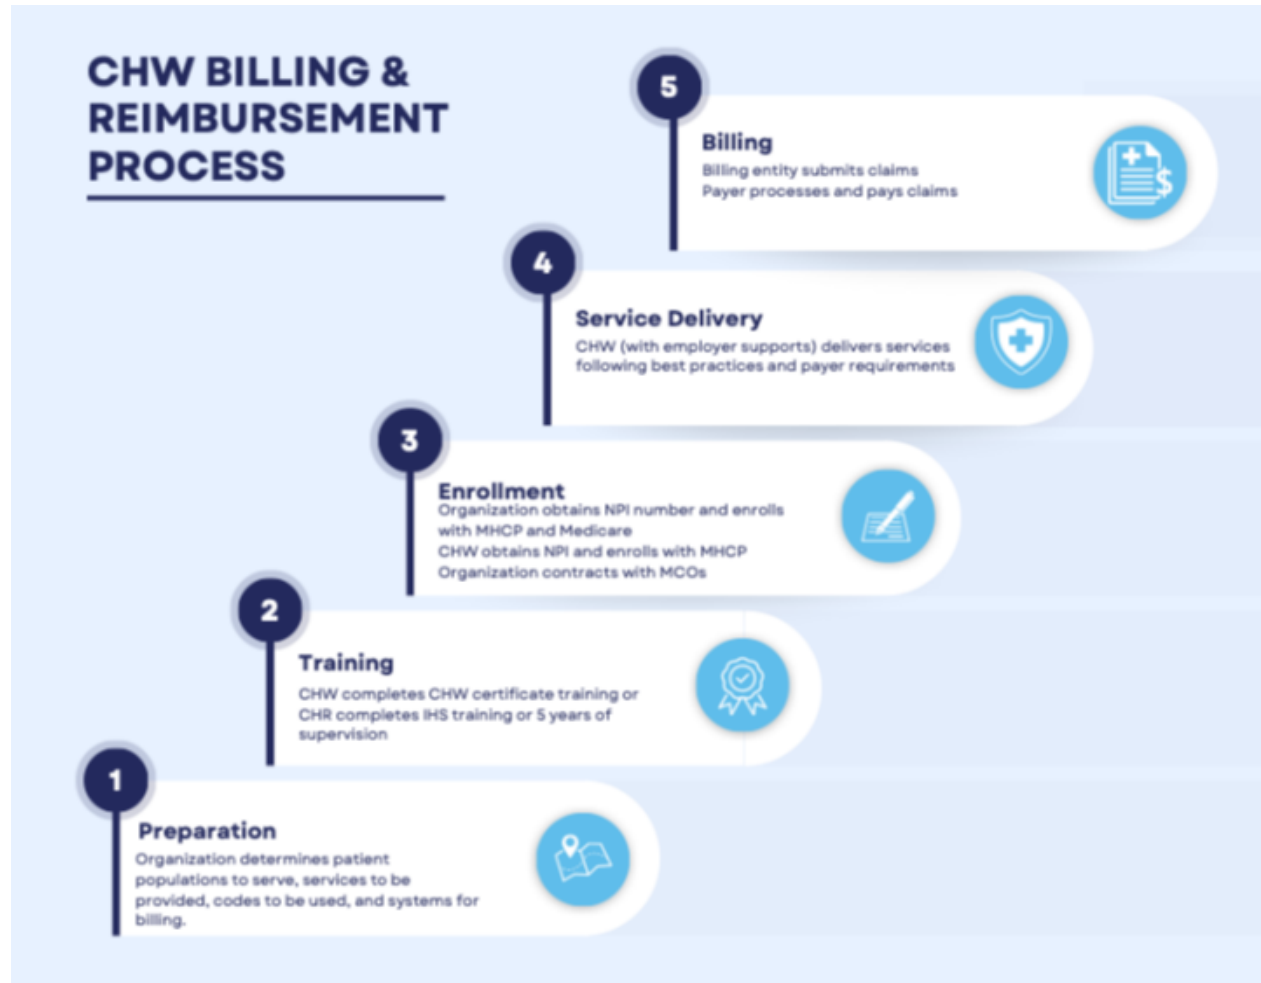 CHW BILLING &
REIMBURSEMENT
PROCESS
5
Billing
Billing entity submits claims
Payer processes and pays claims
$
4
Service Delivery
CHW (with employer supports) delivers services
following best practices and payer requirements
3
Enrollment
Organization obtains NPI number and enrolls
with MHCP and Medicare
CHW obtains NPI and enrolls with MHCP
Organization contracts with MCOs
2
Training
CHW completes CHW certificate training or
CHR completes IHS training or 5 years of
supervision
1
Preparation
Organization determines patient
populations to serve, services to be
provided, codes to be used, and systems for
billing.